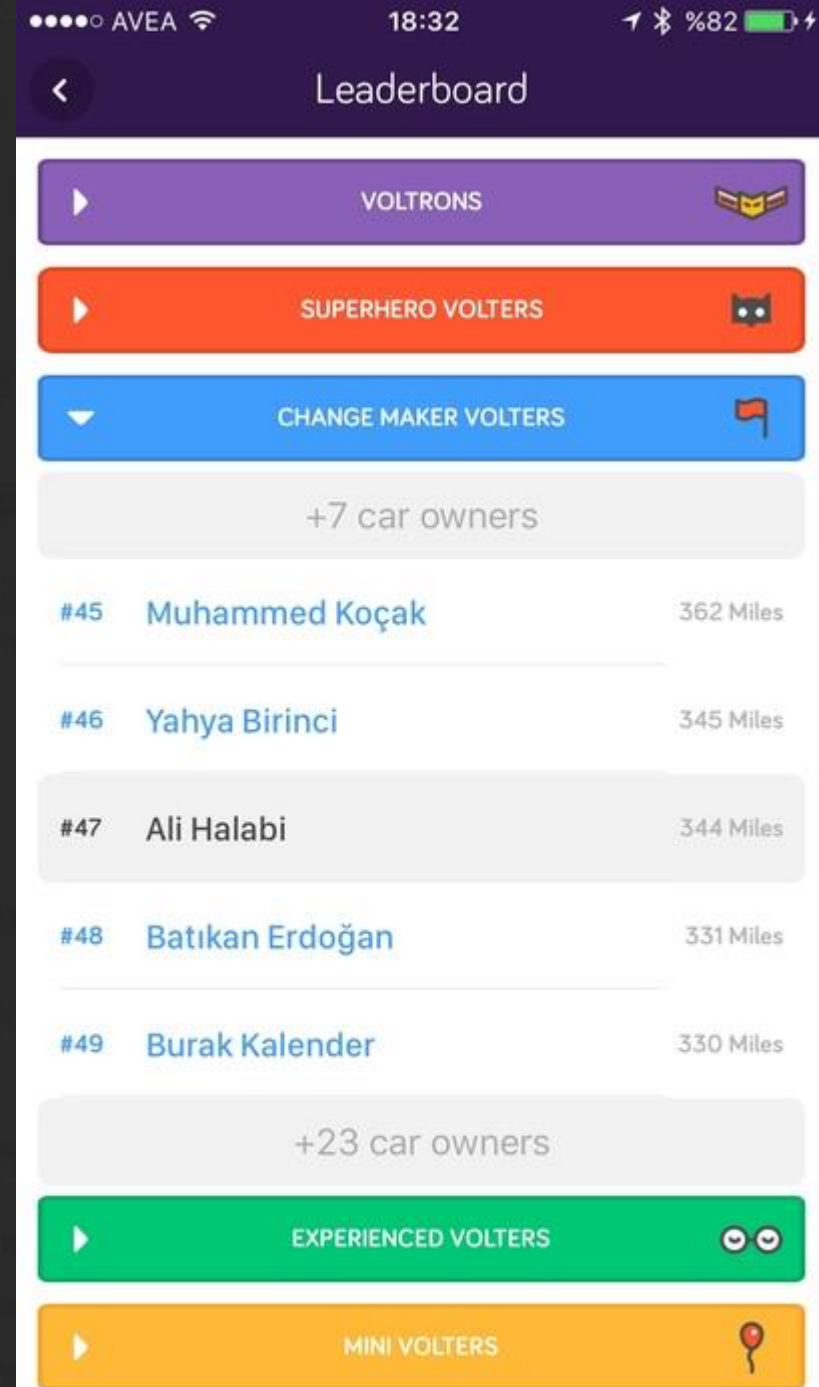 AVEA 18:32 %82
Leaderboard
VOLTRONS
SUPERHERO VOLTERS
CHANGE MAKER VOLTERS
+7 car owners
#45 Muhammed Koçak 362 Miles
#46 Yahya Birinci 345 Miles
#47 Ali Halabi 344 Miles
#48 Batıkan Erdoğan 331 Miles
#49 Burak Kalender 330 Miles
+23 car owners
EXPERIENCED VOLTERS
MINI VOLTERS